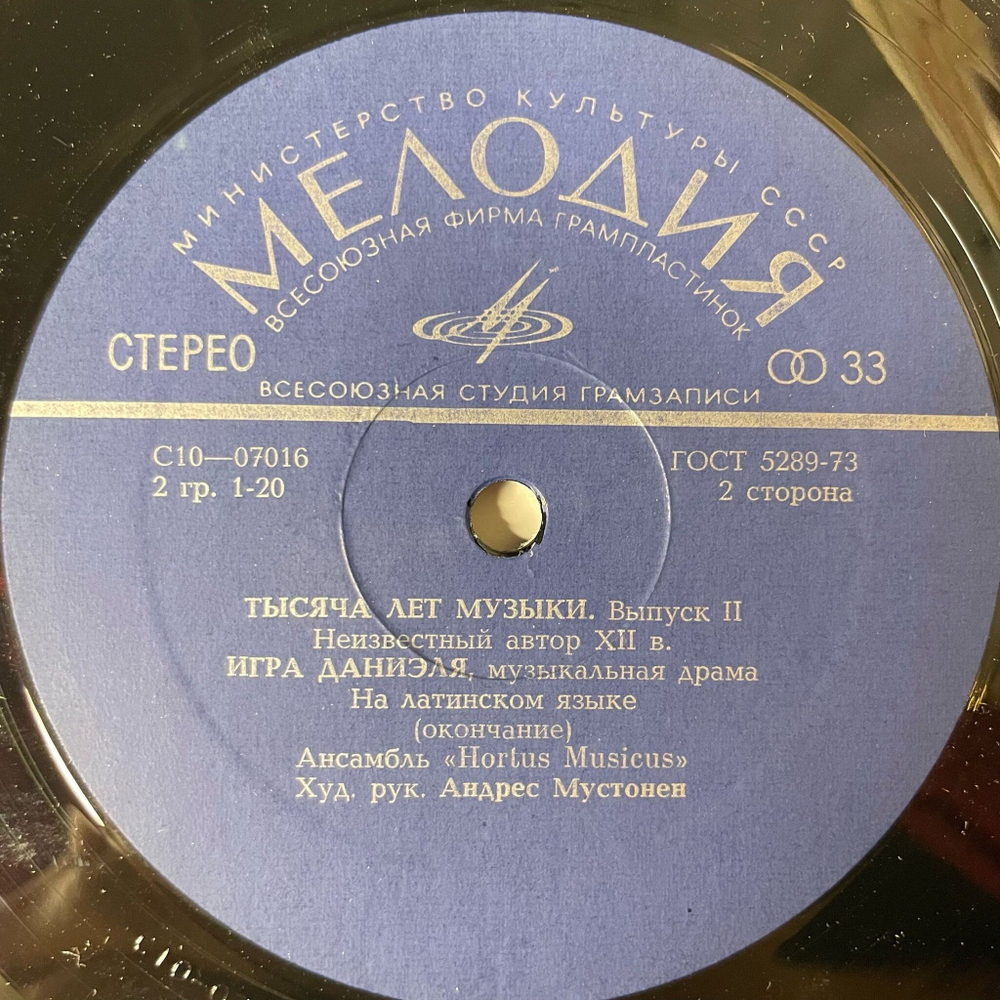 МИНИСТЕРСТВО КУЛЬТУРЫ СССР
МЕЛОДИЯ
ВСЕСОЮЗНАЯ ФИРМА ГРАМПЛАСТИНОК
СТЕРЕО
33
ВСЕСОЮЗНАЯ СТУДИЯ ГРАМЗАПИСИ
С10—07016
ГОСТ 5289-73
2 гр. 1-20
2 сторона
ТЫСЯЧА ЛЕТ МУЗЫКИ. Выпуск II
Неизвестный автор XII в.
ИГРА ДАНИЭЛЯ, музыкальная драма
На латинском языке
(окончание)
Ансамбль «Hortus Musicus»
Худ. рук. Андрес Мустонен